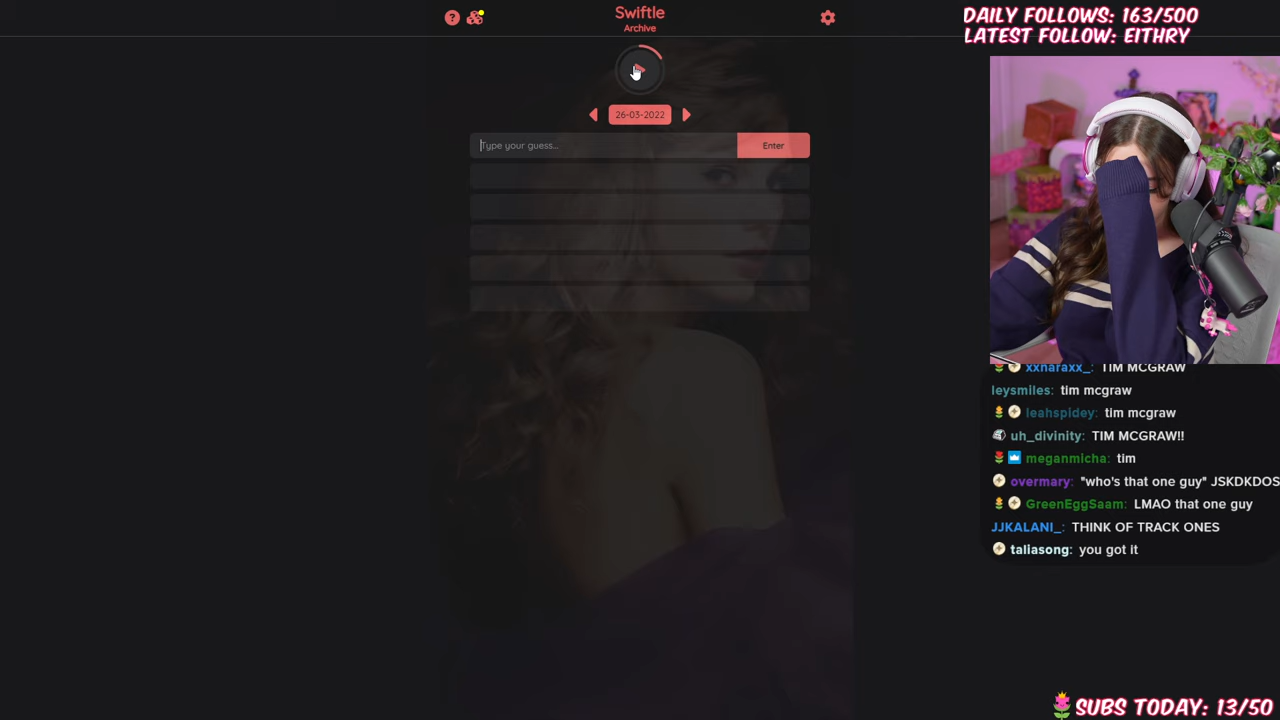 Swiftle
Archive
26-03-2022
Type your guess...
Enter
DAILY FOLLOWS: 163/500
LATEST FOLLOW: EITHRY
xxnaraxx_: TIM MCGRAW
leysmiles: tim mcgraw
leahspidey: tim mcgraw
uh_divinity: TIM MCGRAW!!
meganmicha: tim
overmary: "who's that one guy" JSKDKDOS
GreenEggSaam: LMAO that one guy
JJKALANI_: THINK OF TRACK ONES
taliasong: you got it
SUBS TODAY: 13/50